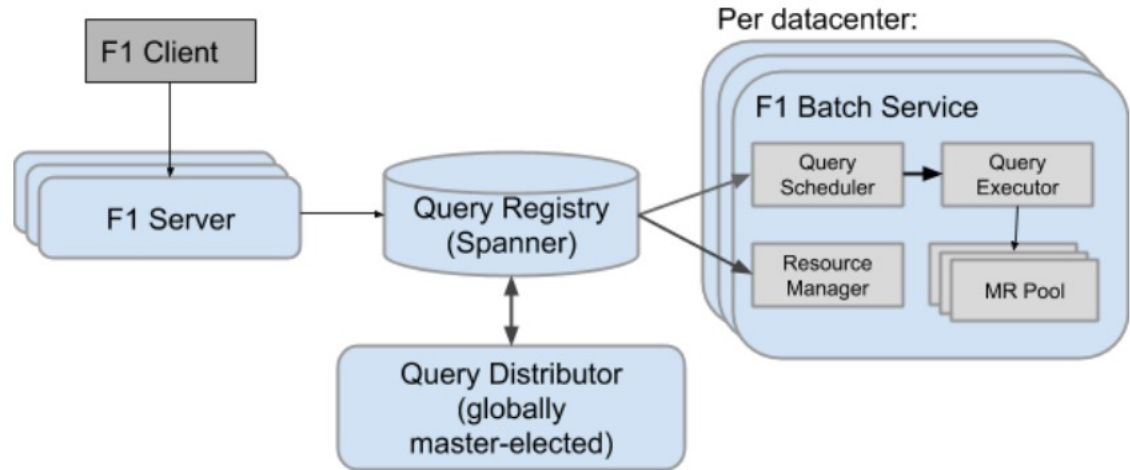 Per datacenter:
F1 Client
F1 Server
Query Registry
(Spanner)
Query Distributor
(globally
master-elected)
F1 Batch Service
Query
Scheduler
Query
Executor
Resource
Manager
MR Pool